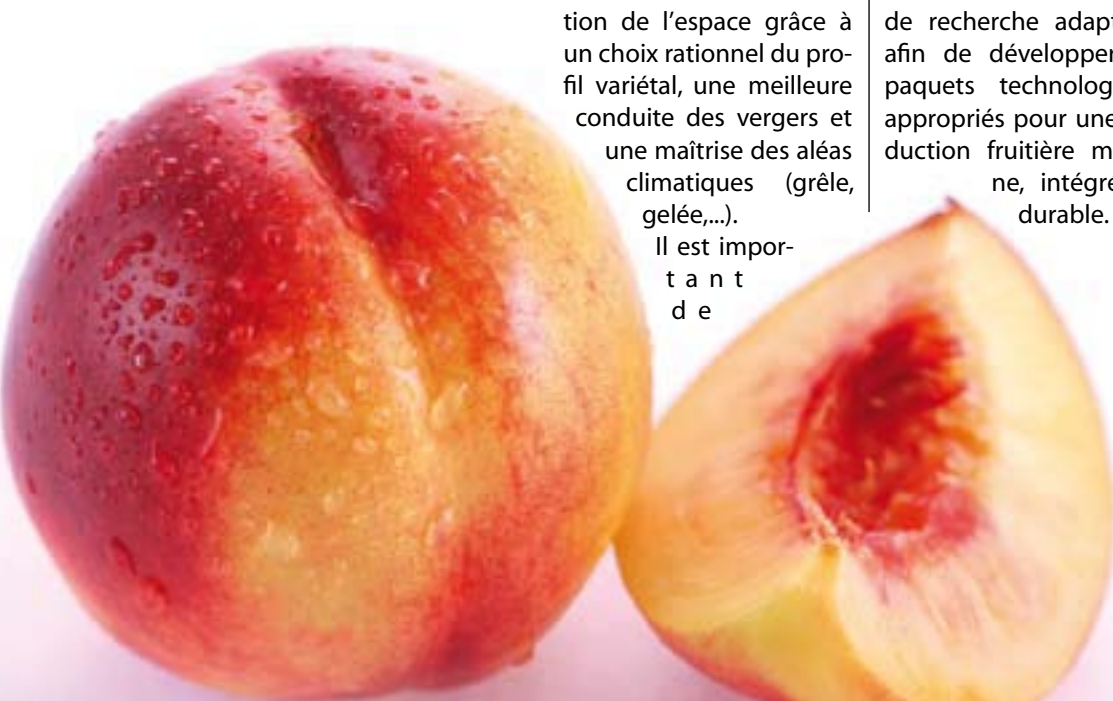 tion de l’espace grâce à
un choix rationnel du pro-
fil variétal, une meilleure
conduite des vergers et
une maîtrise des aléas
climatiques (grêle,
gelée,...).
Il est impor-
t a n t
d e
de recherche adapt
afin de développer
paquets technolog
appropriés pour une
duction fruitière m
ne, intégré
durable.